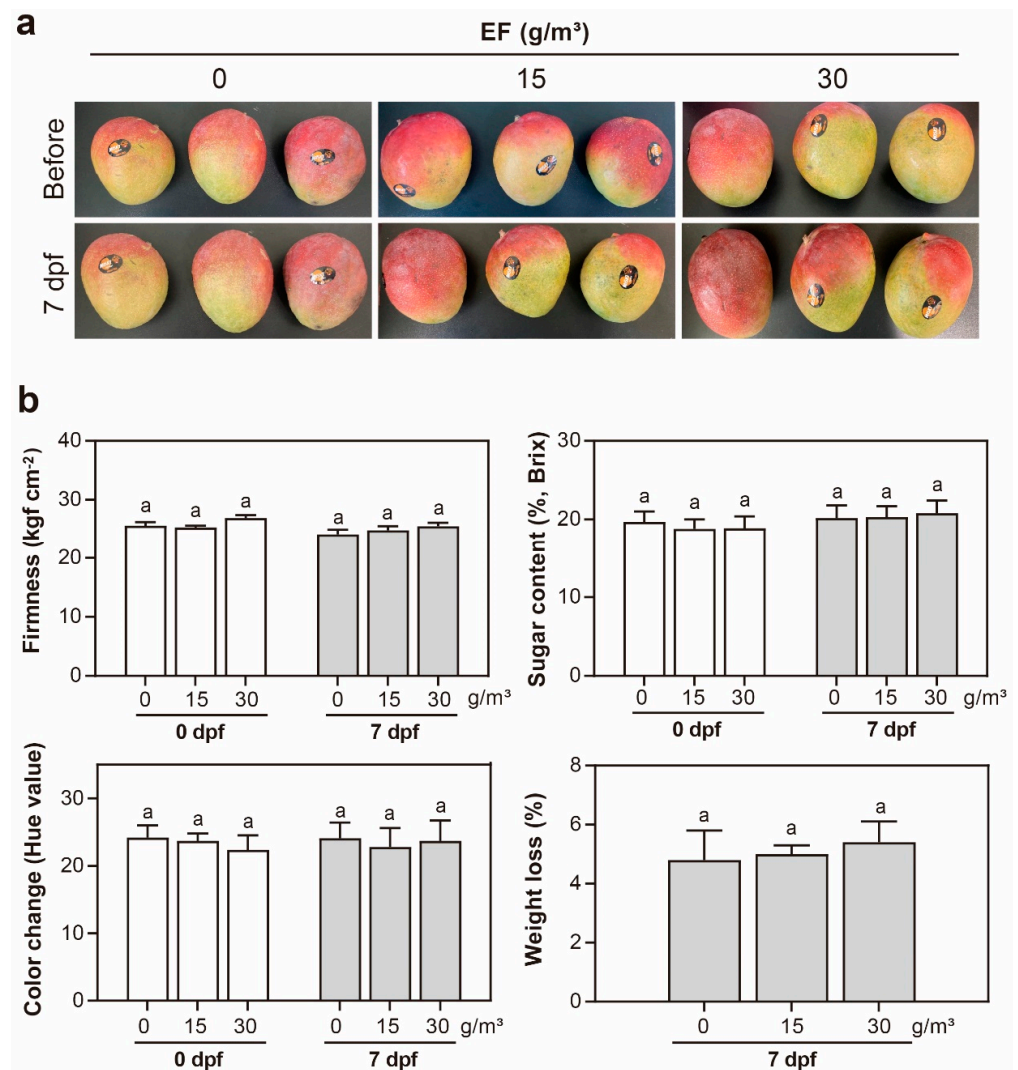 a
EF (g/m³)
0 15 30
Before
7 dpf
b
Firmness (kgf cm⁻²)
40
30
20
10
0
a a a a a a
0 15 30 0 15 30 g/m³
0 dpf 7 dpf
Sugar content (%, Brix)
30
20
10
0
a a a a a a
0 15 30 0 15 30 g/m³
0 dpf 7 dpf
Color change (Hue value)
30
20
10
0
a a a a a a
0 15 30 0 15 30 g/m³
0 dpf 7 dpf
Weight loss (%)
8
6
4
2
0
a a a
0 15 30 g/m³
7 dpf